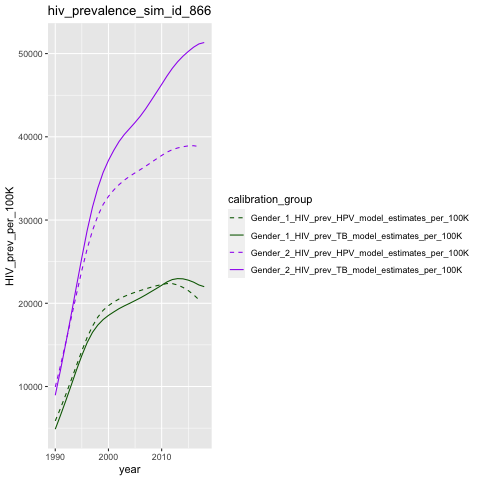 hiv_prevalence_sim_id_866
HIV_prev_per_100K
50000
40000
30000
20000
10000
1990
2000
2010
year
calibration_group
Gender_1_HIV_prev_HPV_model_estimates_per_100K
Gender_1_HIV_prev_TB_model_estimates_per_100K
Gender_2_HIV_prev_HPV_model_estimates_per_100K
Gender_2_HIV_prev_TB_model_estimates_per_100K